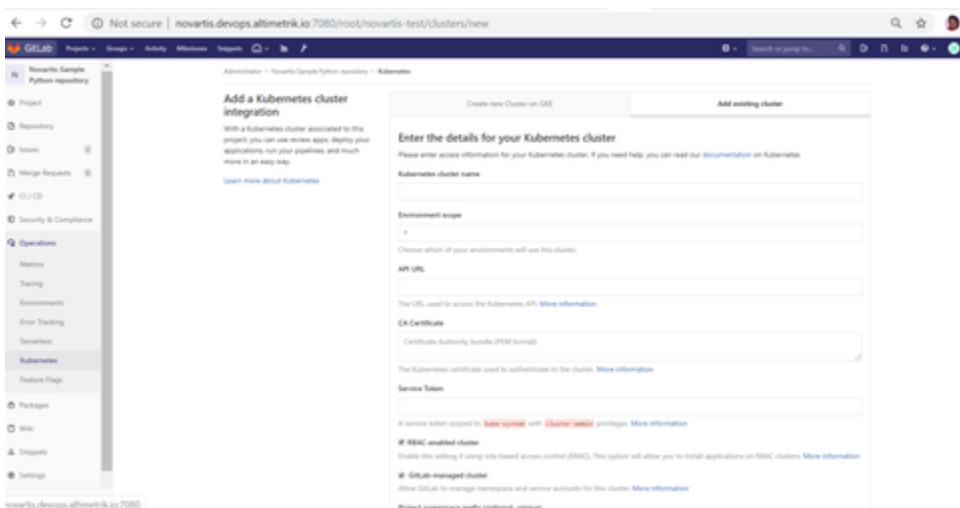 Not secure | novartis.devops.altimetrik.io:7080/root/novartis-test/clusters/new
GitLab Projects Groups Activity Milestones Snippets Search or jump to...
N Novartis Sample Python repository
Administrator > Novartis Sample Python repository > Kubernetes
Project
Repository
Issues 0
Merge Requests 0
CI / CD
Security & Compliance
Operations
Metrics
Tracing
Environments
Error Tracking
Serverless
Kubernetes
Feature Flags
Packages
Wiki
Snippets
Settings
novartis.devops.altimetrik.io:7080
Add a Kubernetes cluster
integration
With a Kubernetes cluster associated to this
project, you can use review apps, deploy your
applications, run your pipelines, and much
more in an easy way.
Learn more about Kubernetes
Create new Cluster on GKE
Add existing cluster
Enter the details for your Kubernetes cluster
Please enter access information for your Kubernetes cluster. If you need help, you can read our documentation on Kubernetes
Kubernetes cluster name
Environment scope
*
Choose which of your environments will use this cluster.
API URL
The URL used to access the Kubernetes API. More information
CA Certificate
Certificate Authority bundle (PEM format)
The Kubernetes certificate used to authenticate to the cluster. More information
Service Token
A service token scoped to kube-system with cluster-admin privileges. More information
RBAC-enabled cluster
Enable this setting if using role-based access control (RBAC). This option will allow you to install applications on RBAC clusters. More information
GitLab-managed cluster
Allow GitLab to manage namespace and service accounts for this cluster. More information
Project namespace prefix (optional, unique)